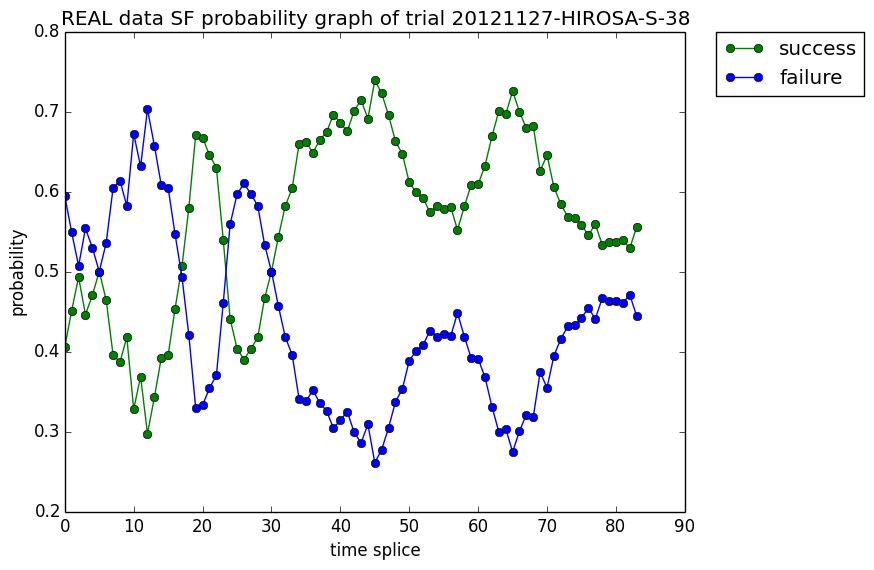 REAL data SF probability graph of trial 20121127-HIROSA-S-38
success
failure
0.8
0.7
0.6
0.5
0.4
0.3
0.2
probability
0 10 20 30 40 50 60 70 80 90
time splice